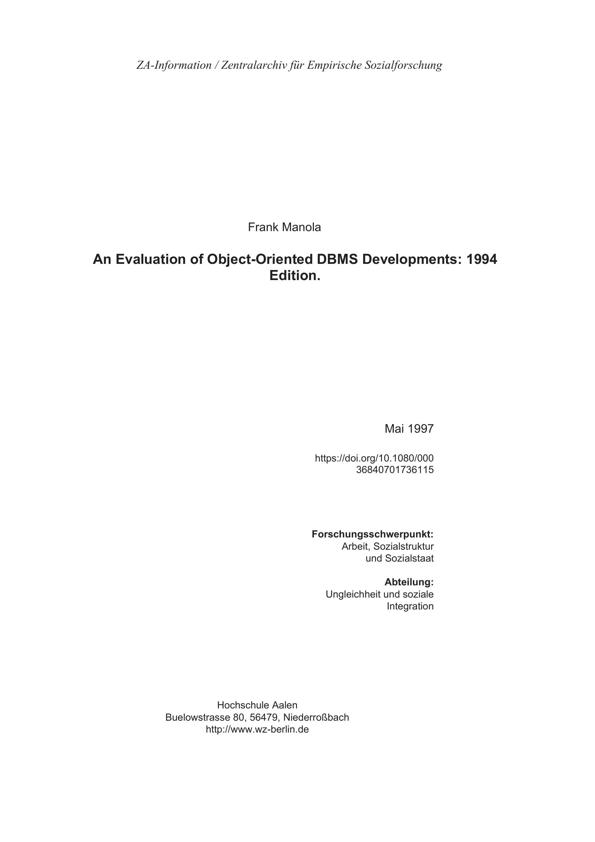 ZA-Information / Zentralarchiv für Empirische Sozialforschung
Frank Manola
An Evaluation of Object-Oriented DBMS Developments: 1994
Edition.
Mai 1997
https://doi.org/10.1080/000
36840701736115
Forschungsschwerpunkt:
Arbeit, Sozialstruktur
und Sozialstaat
Abteilung:
Ungleichheit und soziale
Integration
Hochschule Aalen
Buelowstrasse 80, 56479, Niederroßbach
http://www.wz-berlin.de